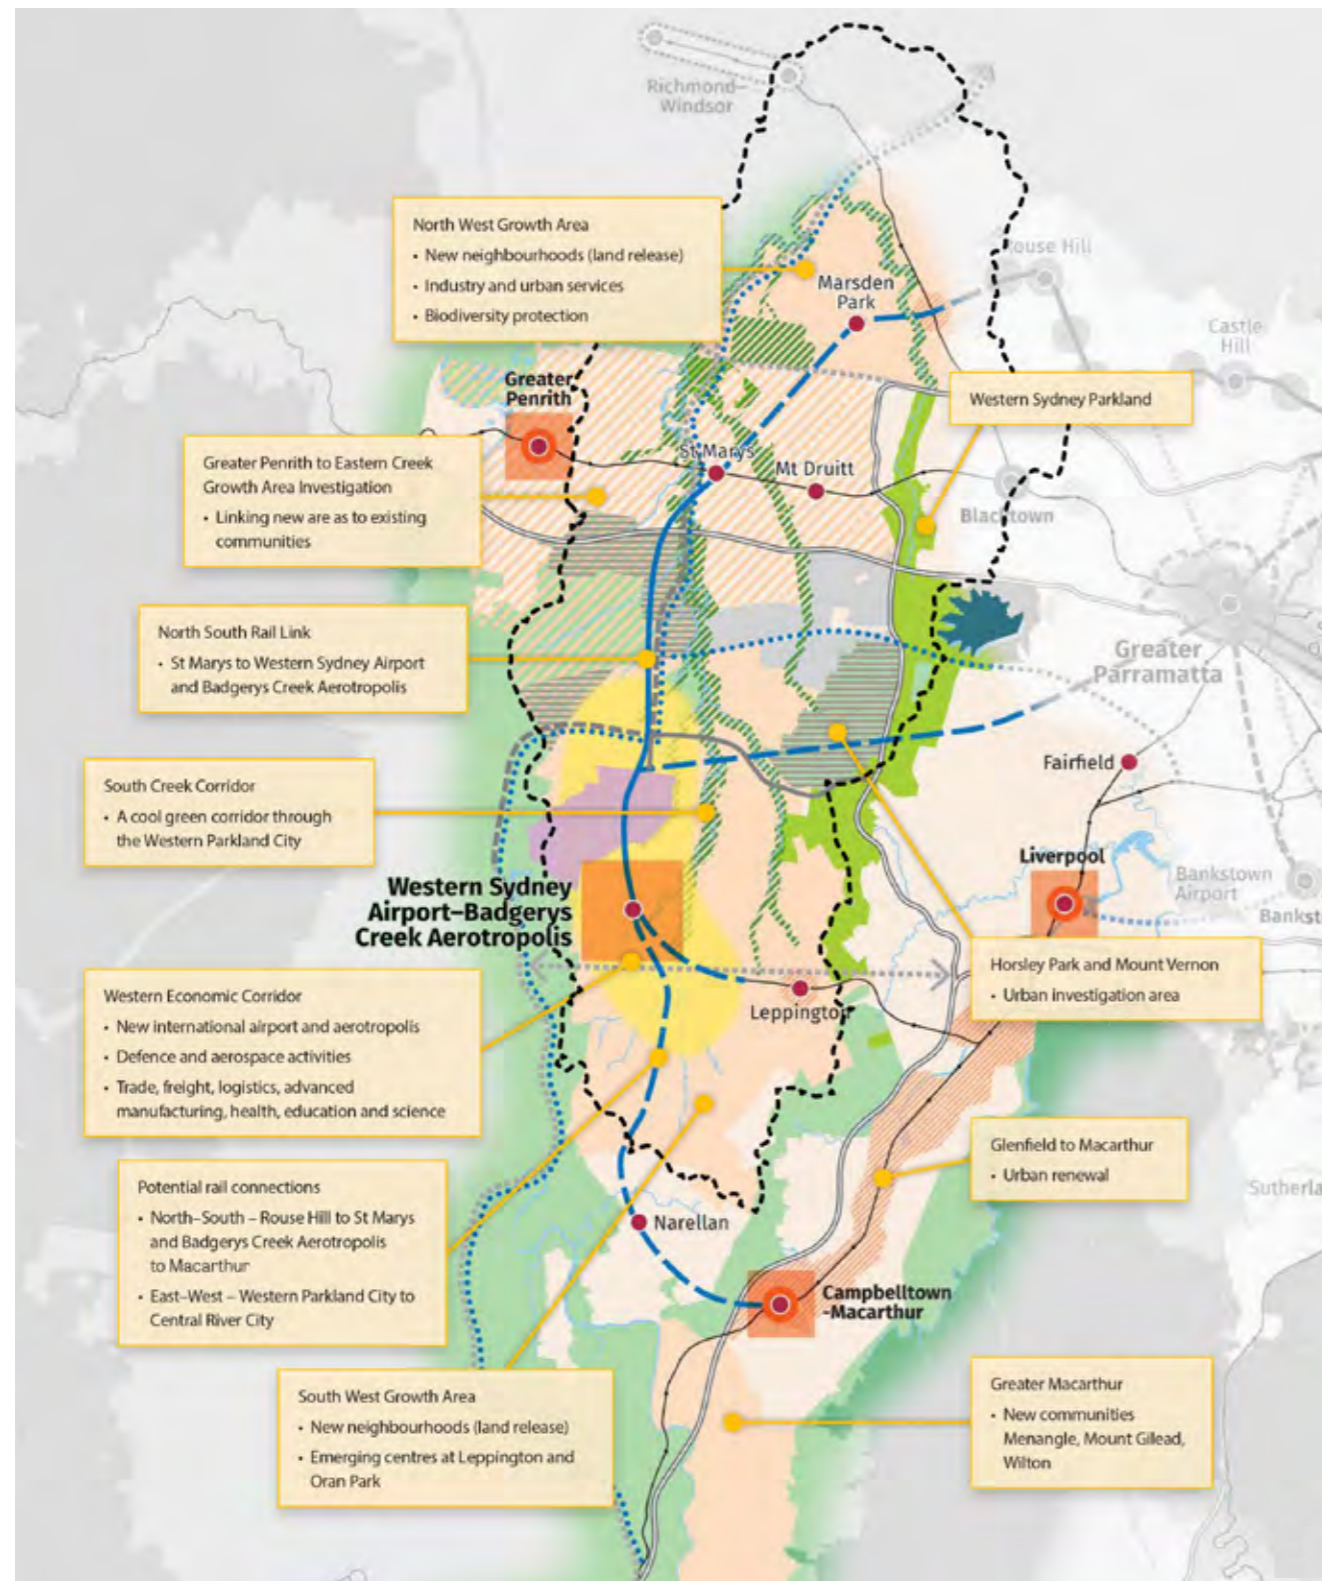 Richmond–
Windsor
North West Growth Area
• New neighbourhoods (land release)
• Industry and urban services
• Biodiversity protection
Marsden
Park
Castle
Hill
Greater
Penrith
Western Sydney Parkland
Greater Penrith to Eastern Creek
Growth Area Investigation
• Linking new are as to existing
communities
St Marys
Mt Druitt
Blacktown
North South Rail Link
• St Marys to Western Sydney Airport
and Badgerys Creek Aerotropolis
Greater
Parramatta
South Creek Corridor
• A cool green corridor through
the Western Parkland City
Fairfield
Liverpool
Bankstown
Airport
Bankst
Western Sydney
Airport–Badgerys
Creek Aerotropolis
Horsley Park and Mount Vernon
• Urban investigation area
Leppington
Western Economic Corridor
• New international airport and aerotropolis
• Defence and aerospace activities
• Trade, freight, logistics, advanced
manufacturing, health, education and science
Glenfield to Macarthur
• Urban renewal
Sutherla
Potential rail connections
• North–South – Rouse Hill to St Marys
and Badgerys Creek Aerotropolis
to Macarthur
• East–West – Western Parkland City to
Central River City
Narellan
Campbelltown
-Macarthur
South West Growth Area
• New neighbourhoods (land release)
• Emerging centres at Leppington and
Oran Park
Greater Macarthur
• New communities
Menangle, Mount Gilead,
Wilton